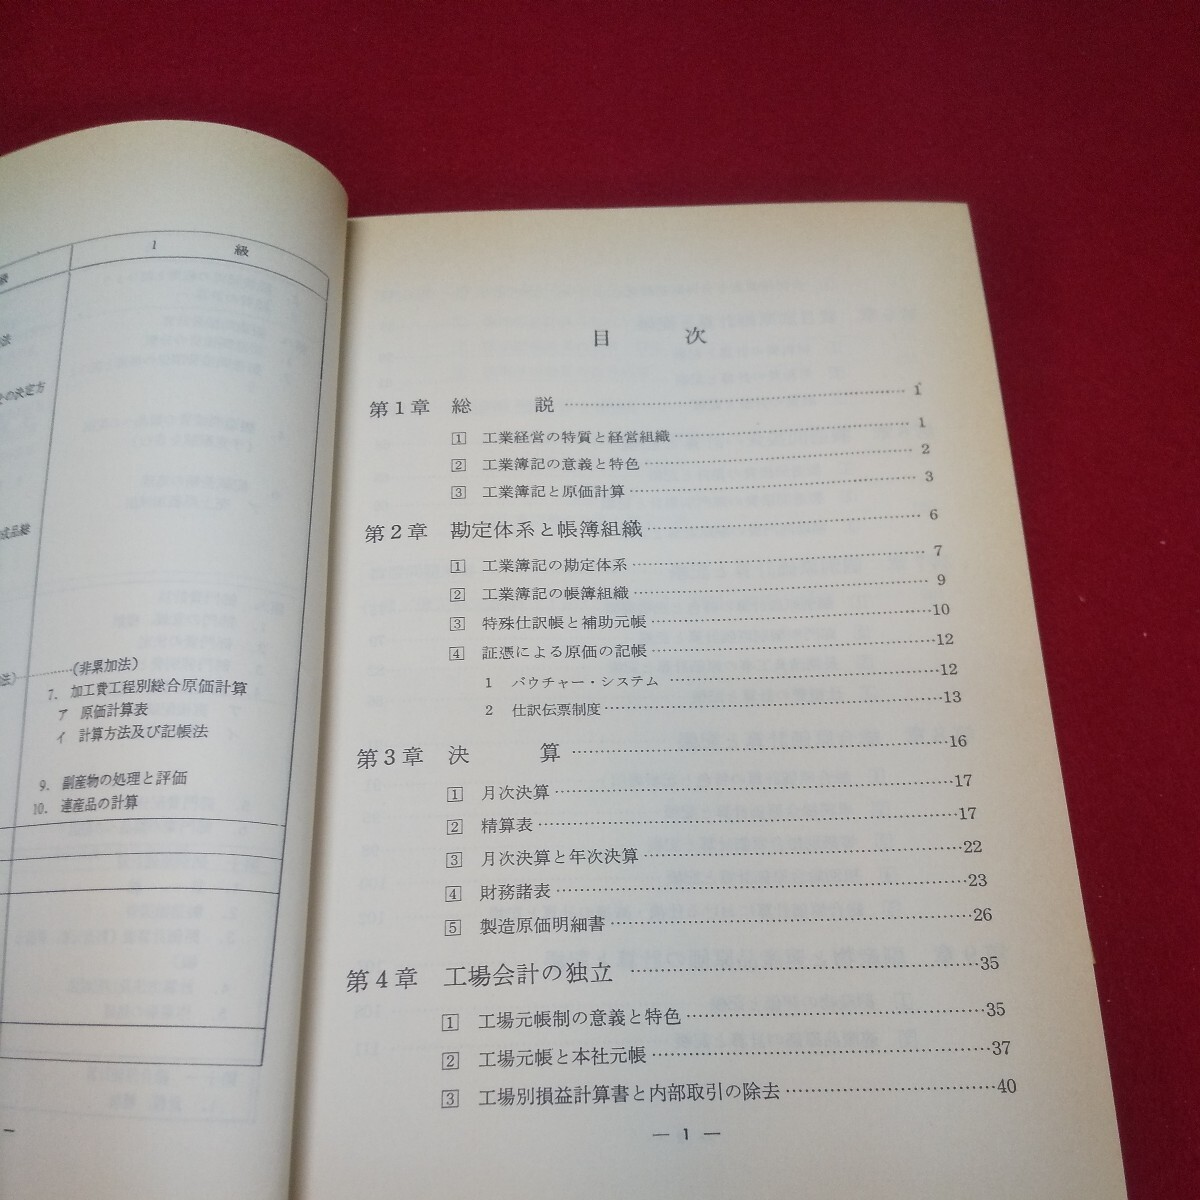 級
1 級
法
の決定方
法)………(非累加法)
7. 加工費工程別総合原価計算
ア 原価計算表
イ 計算方法及び記帳法
9. 副産物の処理と評価
10. 連産品の計算
目 次
第1章 総 説 …… 1
1 工業経営の特質と経営組織 …… 1
2 工業簿記の意義と特色 …… 2
3 工業簿記と原価計算 …… 3
第2章 勘定体系と帳簿組織 …… 6
1 工業簿記の勘定体系 …… 7
2 工業簿記の帳簿組織 …… 9
3 特殊仕訳帳と補助元帳 …… 10
4 証憑による原価の記帳 …… 12
1 バウチャー・システム …… 12
2 仕訳伝票制度 …… 13
第3章 決 算 …… 16
1 月次決算 …… 17
2 精算表 …… 17
3 月次決算と年次決算 …… 22
4 財務諸表 …… 23
5 製造原価明細書 …… 26
第4章 工場会計の独立 …… 35
1 工場元帳制の意義と特色 …… 35
2 工場元帳と本社元帳 …… 37
3 工場別損益計算書と内部取引の除去 …… 40
— 1 —